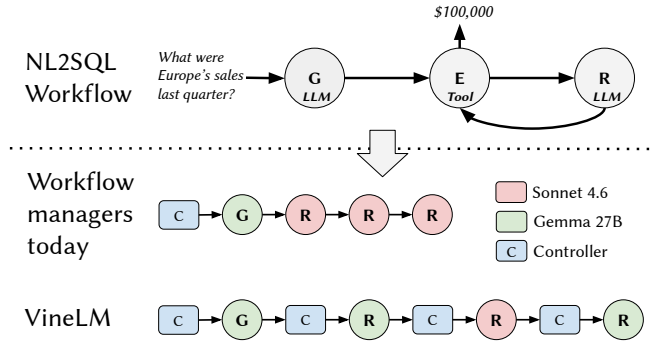 $100,000
NL2SQL
Workflow
What were
Europe's sales
last quarter?
G
LLM
E
Tool
R
LLM
Workflow
managers
today
C
G
R
R
R
Sonnet 4.6
Gemma 27B
C
Controller
VineLM
C
G
C
R
C
R
C
R